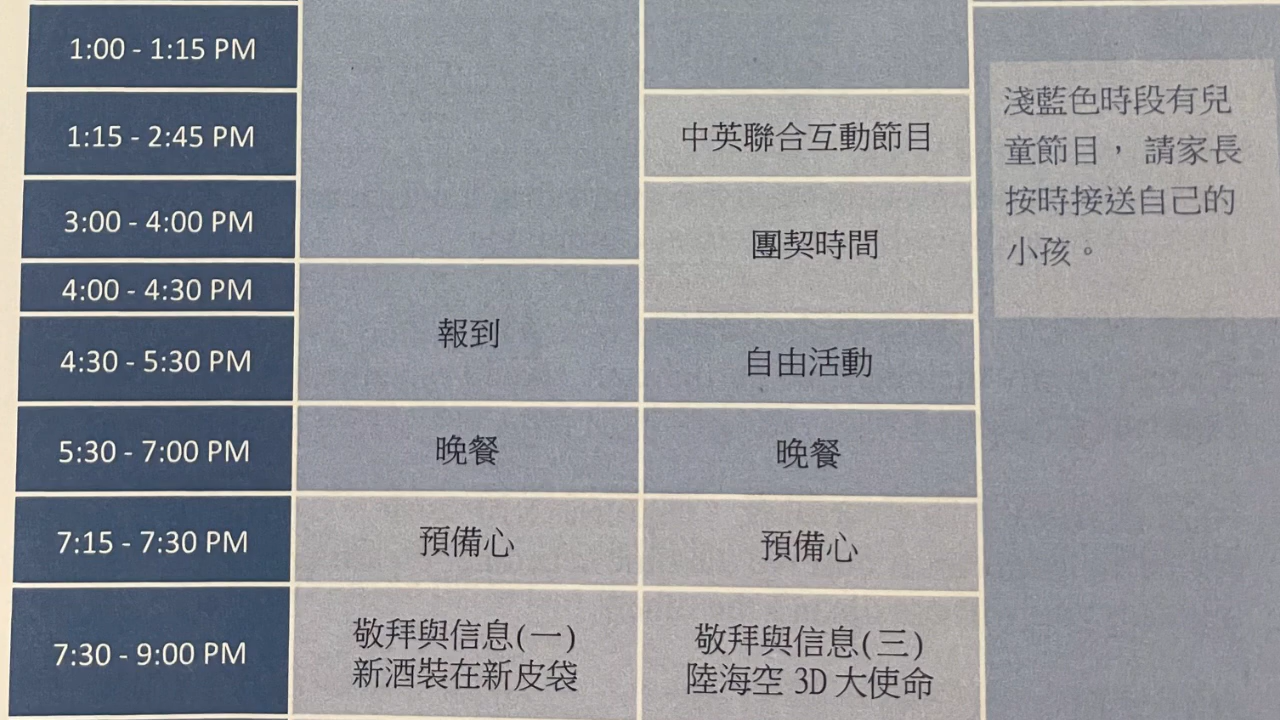 1:00 - 1:15 PM
1:15 - 2:45 PM
中英聯合互動節目
3:00 - 4:00 PM
團契時間
4:00 - 4:30 PM
報到
4:30 - 5:30 PM
自由活動
5:30 - 7:00 PM
晚餐
晚餐
7:15 - 7:30 PM
預備心
預備心
7:30 - 9:00 PM
敬拜與信息(一)
新酒裝在新皮袋
敬拜與信息(三)
陸海空 3D 大使命
淺藍色時段有兒
童節目， 請家長
按時接送自己的
小孩。